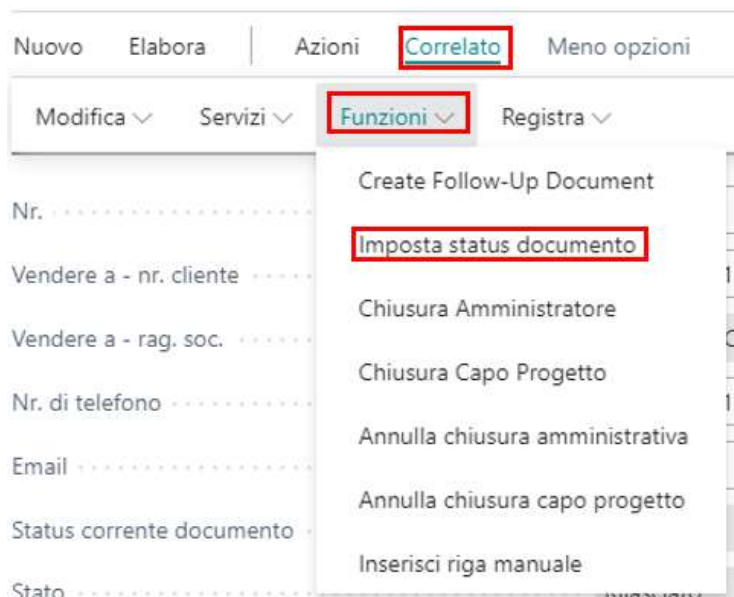 Nuovo Elabora Azioni Correlato Meno opzioni
Modifica Servizi Funzioni Registra
Create Follow-Up Document
Nr.
Imposta status documento
Vendere a - nr. cliente
Chiusura Amministratore
Vendere a - rag. soc.
Chiusura Capo Progetto
Nr. di telefono
Annulla chiusura amministrativa
Email
Annulla chiusura capo progetto
Status corrente documento
Inserisci riga manuale
Stato